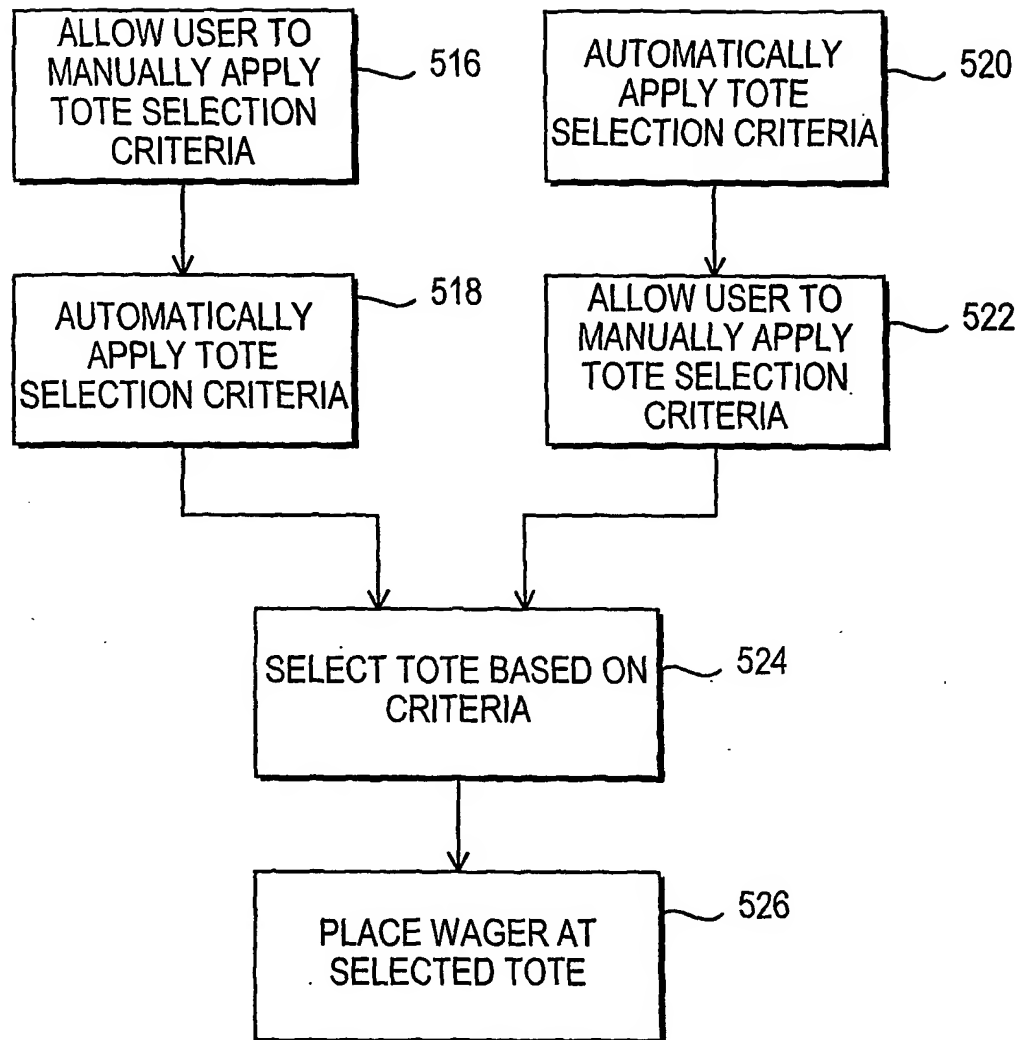 ALLOW USER TO
MANUALLY APPLY
TOTE SELECTION
CRITERIA
516
AUTOMATICALLY
APPLY TOTE
SELECTION CRITERIA
520
AUTOMATICALLY
APPLY TOTE
SELECTION CRITERIA
518
ALLOW USER TO
MANUALLY APPLY
TOTE SELECTION
CRITERIA
522
SELECT TOTE BASED ON
CRITERIA
524
PLACE WAGER AT
SELECTED TOTE
526